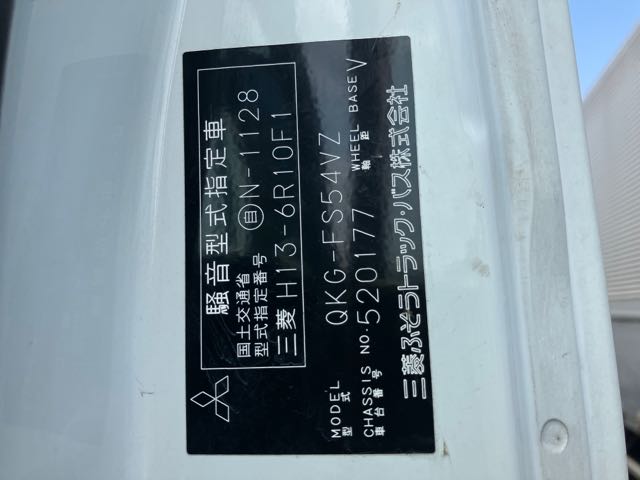 騒音型式指定車
国土交通省
型式指定番号 自N-1128
三菱 H13-6R10F1
MODEL
型式 QKG-FS54VZ
CHASSIS NO. 520177 WHEEL BASE V
車台番号 軸距
三菱ふそうトラック・バス株式会社